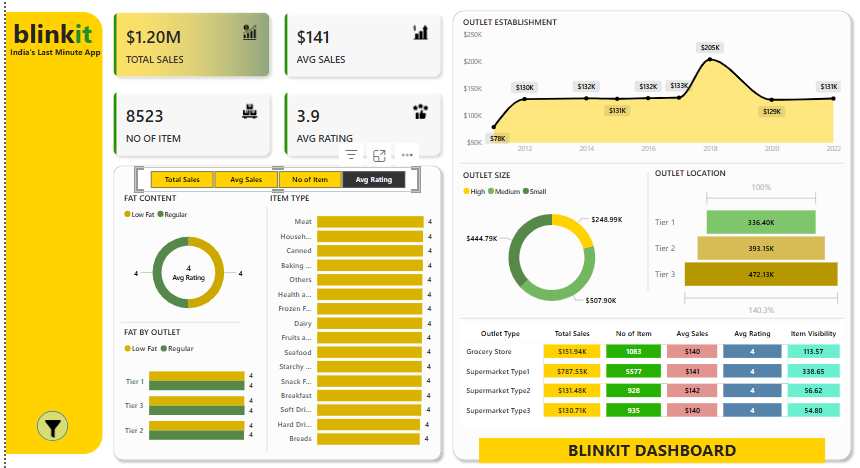 blinkit
India's Last Minute App
$1.20M
TOTAL SALES
$141
AVG SALES
8523
NO OF ITEM
3.9
AVG RATING
Total Sales
Avg Sales
No of Item
Avg Rating
FAT CONTENT
Low Fat
Regular
4
4
Avg Rating
4
FAT BY OUTLET
Low Fat
Regular
Tier 1
4
4
Tier 3
4
4
Tier 2
4
4
ITEM TYPE
Meat 4
Househ... 4
Canned 4
Baking ... 4
Others 4
Health a... 4
Frozen F... 4
Dairy 4
Fruits a... 4
Seafood 4
Starchy ... 4
Snack F... 4
Breakfast 4
Soft Dri... 4
Hard Dri... 4
Breads 4
OUTLET ESTABLISHMENT
$250K
$200K
$150K
$100K
$50K
$78K
$130K
$132K
$131K
$132K
$133K
$205K
$129K
$131K
2012 2014 2016 2018 2020 2022
OUTLET SIZE
High Medium Small
$248.99K
$444.79K
$507.90K
OUTLET LOCATION
100%
Tier 1 336.40K
Tier 2 393.15K
Tier 3 472.13K
140.3%
Outlet Type Total Sales No of Item Avg Sales Avg Rating Item Visibility
Grocery Store $151.94K 1083 $140 4 113.57
Supermarket Type1 $787.55K 5577 $141 4 338.65
Supermarket Type2 $131.48K 928 $142 4 56.62
Supermarket Type3 $130.71K 935 $140 4 54.80
BLINKIT DASHBOARD